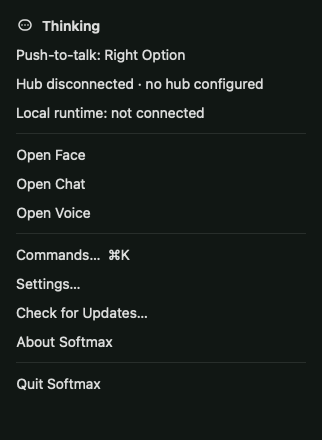 Thinking
Push-to-talk: Right Option
Hub disconnected · no hub configured
Local runtime: not connected
Open Face
Open Chat
Open Voice
Commands... ⌘K
Settings...
Check for Updates...
About Softmax
Quit Softmax